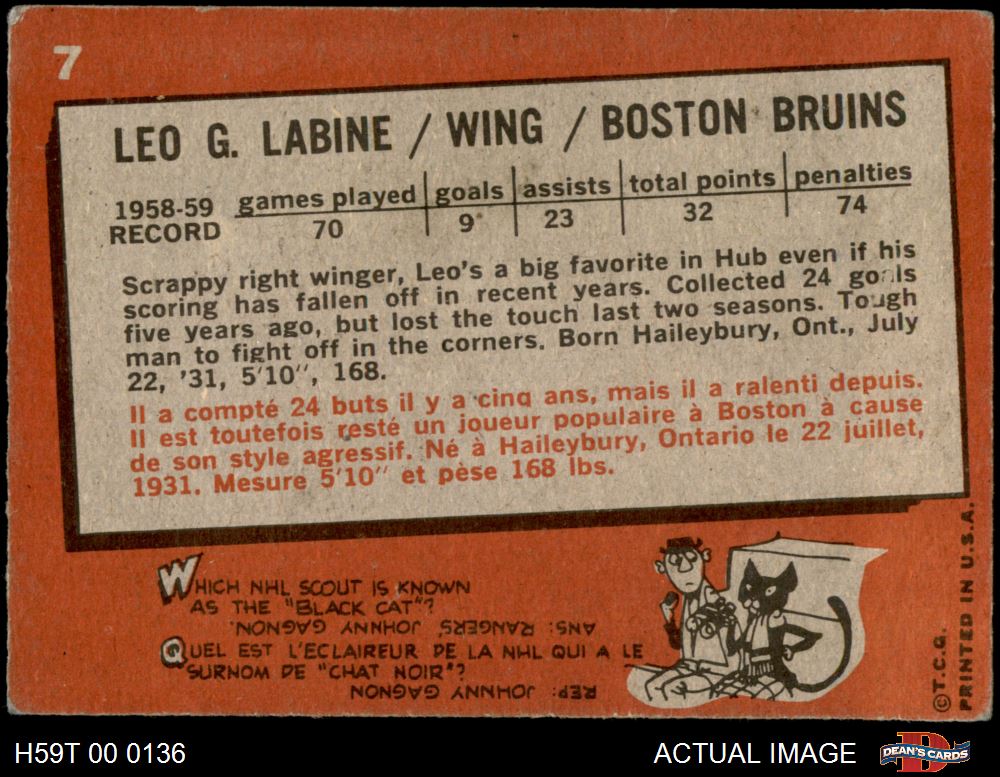 7
LEO G. LABINE / WING / BOSTON BRUINS
1958-59 RECORD games played goals assists total points penalties
70 9 23 32 74
Scrappy right winger, Leo's a big favorite in Hub even if his
scoring has fallen off in recent years. Collected 24 goals
five years ago, but lost the touch last two seasons. Tough
man to fight off in the corners. Born Haileybury, Ont., July
22, '31, 5'10", 168.
Il a compté 24 buts il y a cinq ans, mais il a ralenti depuis.
Il est toutefois resté un joueur populaire à Boston à cause
de son style agressif. Né à Haileybury, Ontario le 22 juillet,
1931. Mesure 5'10" et pèse 168 lbs.
WHICH NHL SCOUT IS KNOWN
AS THE "BLACK CAT"?
ANS: RANGERS' JOHNNY GAGNON.
QUEL EST L'ECLAIREUR DE LA NHL QUI A LE
SURNOM DE "CHAT NOIR"?
REP: JOHNNY GAGNON
© T.C.G. PRINTED IN U.S.A.
H59T 00 0136
ACTUAL IMAGE
DEAN'S CARDS